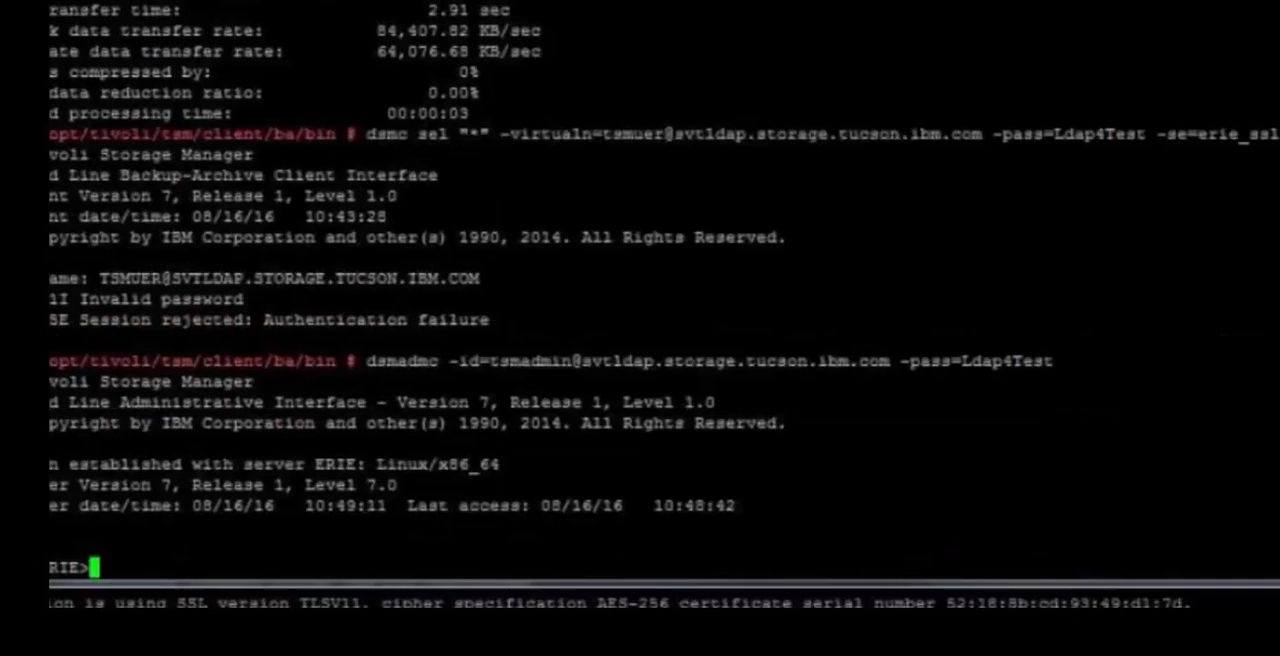 ransfer time: 2.91 sec
k data transfer rate: 84,407.82 KB/sec
ate data transfer rate: 64,076.68 KB/sec
s compressed by: 0%
data reduction ratio: 0.00%
d processing time: 00:00:03
opt/tivoli/tsm/client/ba/bin # dsmc sel "*" -virtualn=tsmuer@svtldap.storage.tucson.ibm.com -pass=Ldap4Test -se=erie_ssl
voli Storage Manager
d Line Backup-Archive Client Interface
nt Version 7, Release 1, Level 1.0
nt date/time: 08/16/16 10:43:28
pyright by IBM Corporation and other(s) 1990, 2014. All Rights Reserved.
ame: TSMUER@SVTLDAP.STORAGE.TUCSON.IBM.COM
1I Invalid password
5E Session rejected: Authentication failure
opt/tivoli/tsm/client/ba/bin # dsmadmc -id=tsmadmin@svtldap.storage.tucson.ibm.com -pass=Ldap4Test
voli Storage Manager
d Line Administrative Interface - Version 7, Release 1, Level 1.0
pyright by IBM Corporation and other(s) 1990, 2014. All Rights Reserved.
n established with server ERIE: Linux/x86_64
er Version 7, Release 1, Level 7.0
er date/time: 08/16/16 10:49:11 Last access: 08/16/16 10:48:42
RIE>
ion is using SSL version TLSV11, cipher specification AES-256 certificate serial number 52:18:8b:cd:93:49:d1:7d.